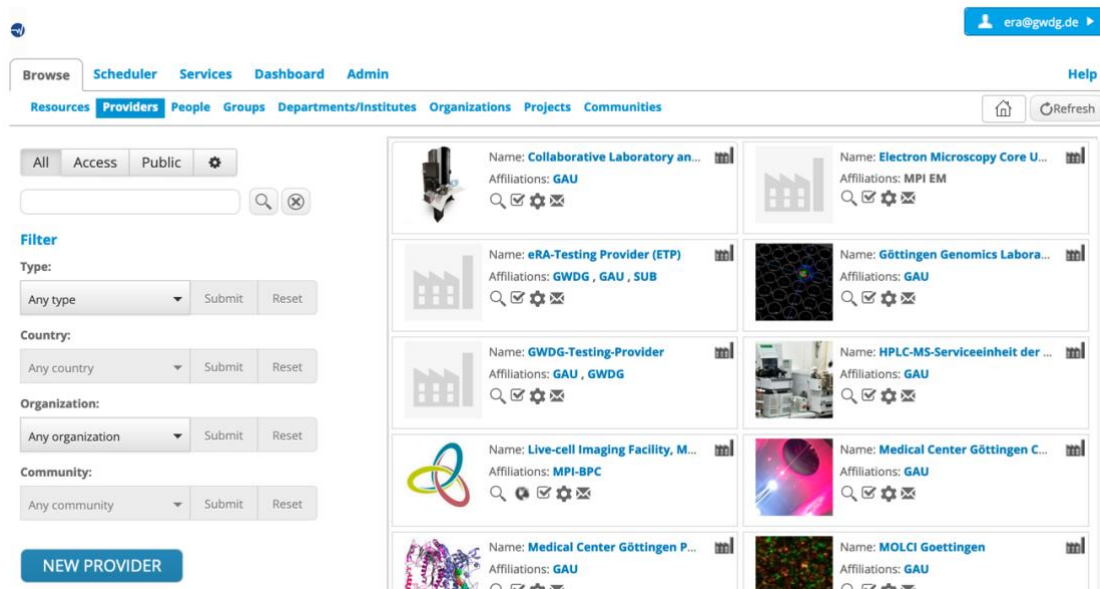 era@gwdg.de
Browse Scheduler Services Dashboard Admin Help
Resources Providers People Groups Departments/Institutes Organizations Projects Communities Refresh
All Access Public
Filter
Type:
Any type Submit Reset
Country:
Any country Submit Reset
Organization:
Any organization Submit Reset
Community:
Any community Submit Reset
NEW PROVIDER
Name: Collaborative Laboratory an...
Affiliations: GAU
Name: Electron Microscopy Core U...
Affiliations: MPI EM
Name: eRA-Testing Provider (ETP)
Affiliations: GWDG , GAU , SUB
Name: Göttingen Genomics Labora...
Affiliations: GAU
Name: GWDG-Testing-Provider
Affiliations: GAU , GWDG
Name: HPLC-MS-Serviceeinheit der ...
Affiliations: GAU
Name: Live-cell Imaging Facility, M...
Affiliations: MPI-BPC
Name: Medical Center Göttingen C...
Affiliations: GAU
Name: Medical Center Göttingen P...
Affiliations: GAU
Name: MOLCI Goettingen
Affiliations: GAU